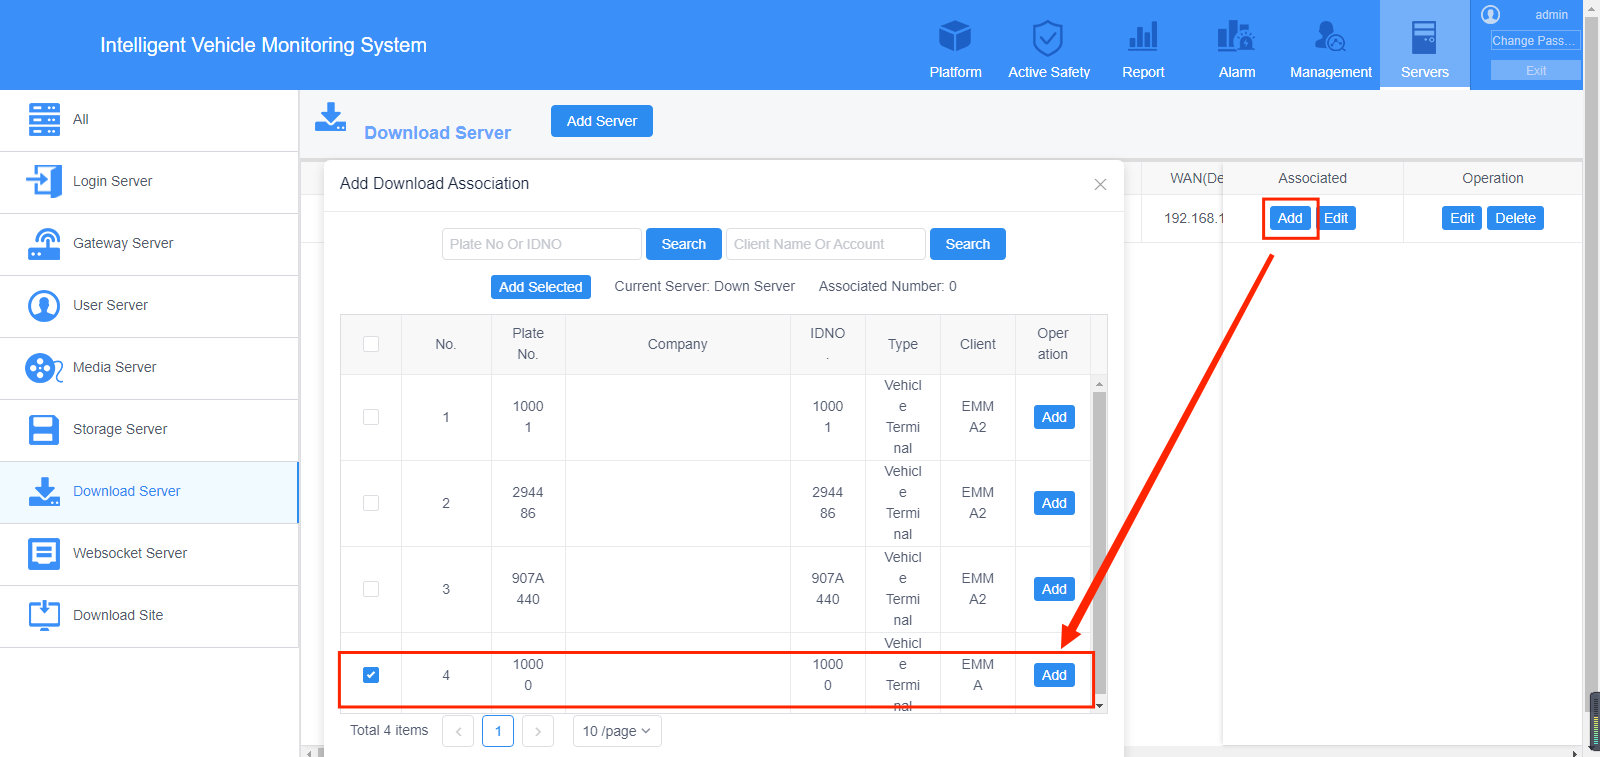 Intelligent Vehicle Monitoring System
Platform
Active Safety
Report
Alarm
Management
Servers
admin
Change Pass...
Exit
All
Login Server
Gateway Server
User Server
Media Server
Storage Server
Download Server
Websocket Server
Download Site
Download Server
Add Server
WAN(De
Associated
Operation
192.168.1
Add
Edit
Edit
Delete
Add Download Association
Plate No Or IDNO
Search
Client Name Or Account
Search
Add Selected
Current Server: Down Server
Associated Number: 0
No.
Plate
No.
Company
IDNO
.
Type
Client
Oper
ation
1
1000
1
1000
1
Vehicl
e
Termi
nal
EMM
A2
Add
2
2944
86
2944
86
Vehicl
e
Termi
nal
EMM
A2
Add
3
907A
440
907A
440
Vehicl
e
Termi
nal
EMM
A2
Add
4
1000
0
1000
0
Vehicl
e
Termi
nal
EMM
A
Add
Total 4 items
1
10 /page